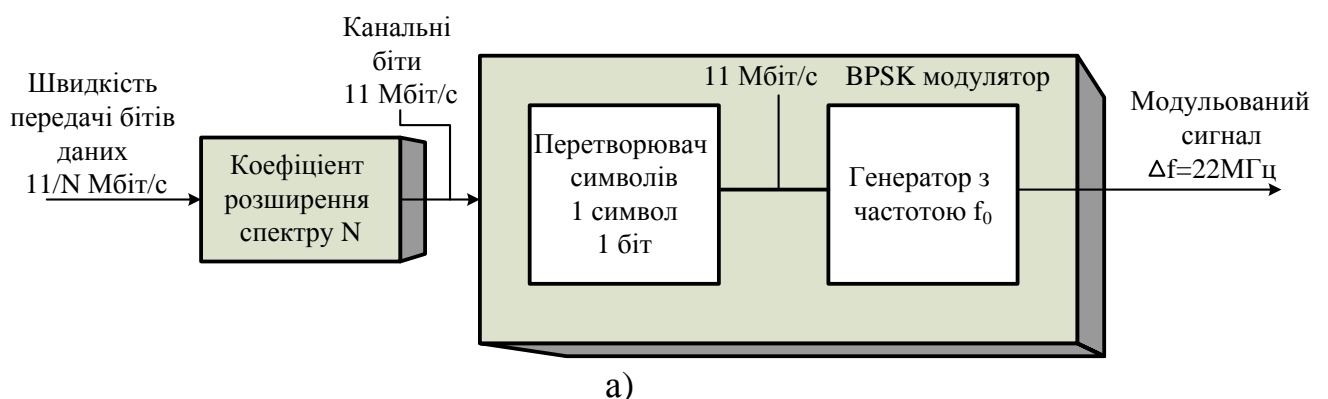 Швидкість
передачі бітів
даних
11/N Мбіт/с
Коефіціент
розширення
спектру N
Канальні
біти
11 Мбіт/с
Перетворювач
символів
1 символ
1 біт
11 Мбіт/с
BPSK модулятор
Генератор з
частотою f₀
Модульований
сигнал
Δf=22МГц
а)